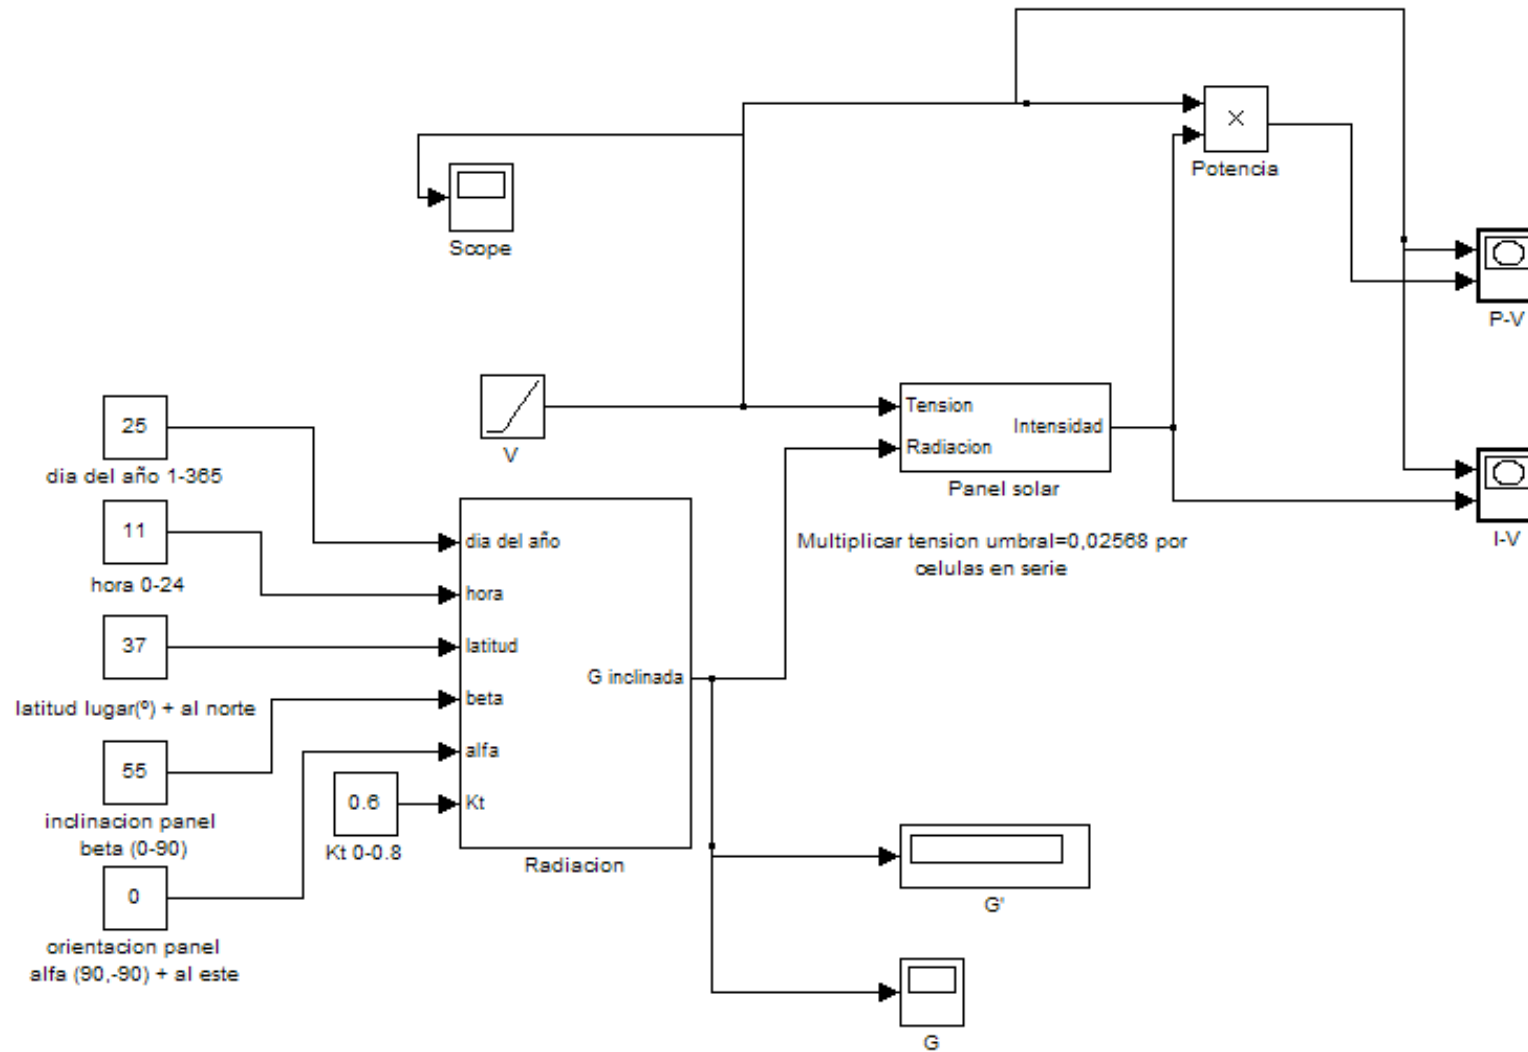 ×
Potencia
Scope
P-V
V
Tension
Radiacion
Intensidad
Panel solar
Multiplicar tension umbral=0,02568 por
celulas en serie
I-V
25
dia del año 1-365
11
hora 0-24
37
latitud lugar(º) + al norte
55
inclinacion panel
beta (0-90)
0
orientacion panel
alfa (90,-90) + al este
0.6
Kt 0-0.8
dia del año
hora
latitud
beta
alfa
Kt
G inclinada
Radiacion
G'
G